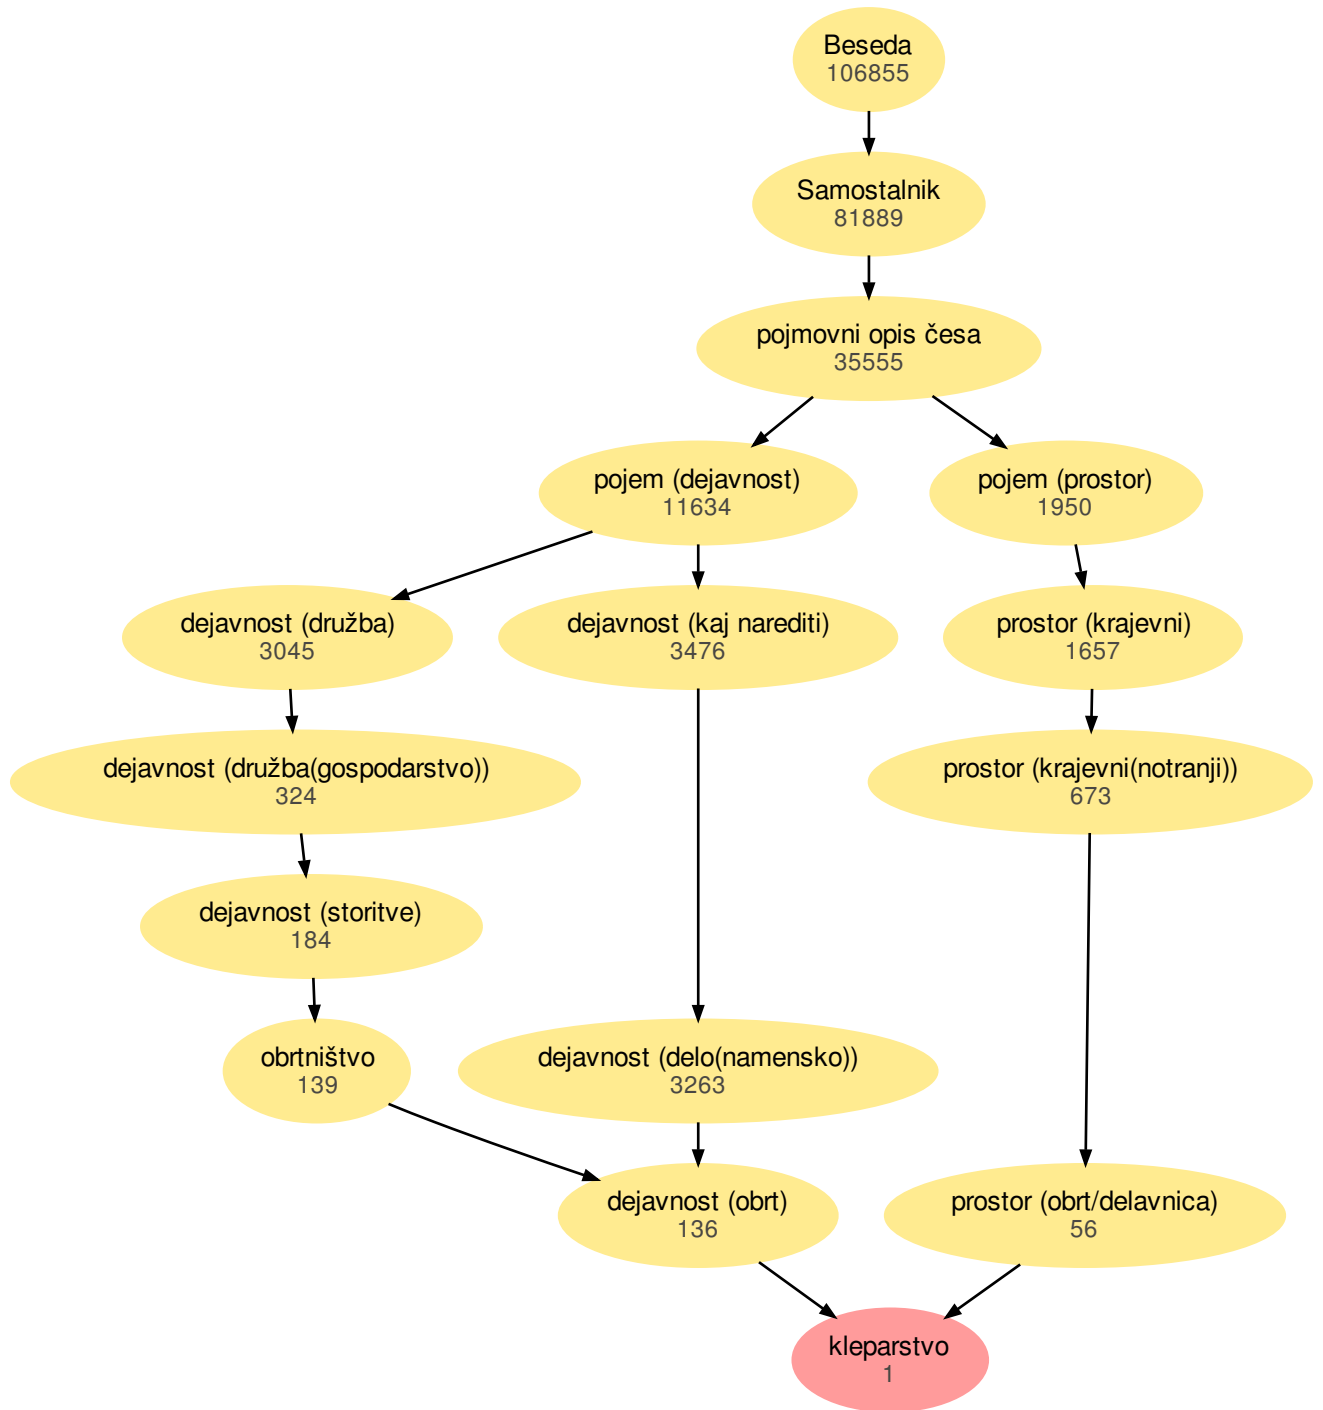 Beseda
106855
Samostalnik
81889
pojmovni opis česa
35555
pojem (dejavnost)
11634
pojem (prostor)
1950
dejavnost (družba)
3045
dejavnost (kaj narediti)
3476
prostor (krajevni)
1657
dejavnost (družba(gospodarstvo))
324
prostor (krajevni(notranji))
673
dejavnost (storitve)
184
obrtništvo
139
dejavnost (delo(namensko))
3263
dejavnost (obrt)
136
prostor (obrt/delavnica)
56
kleparstvo
1